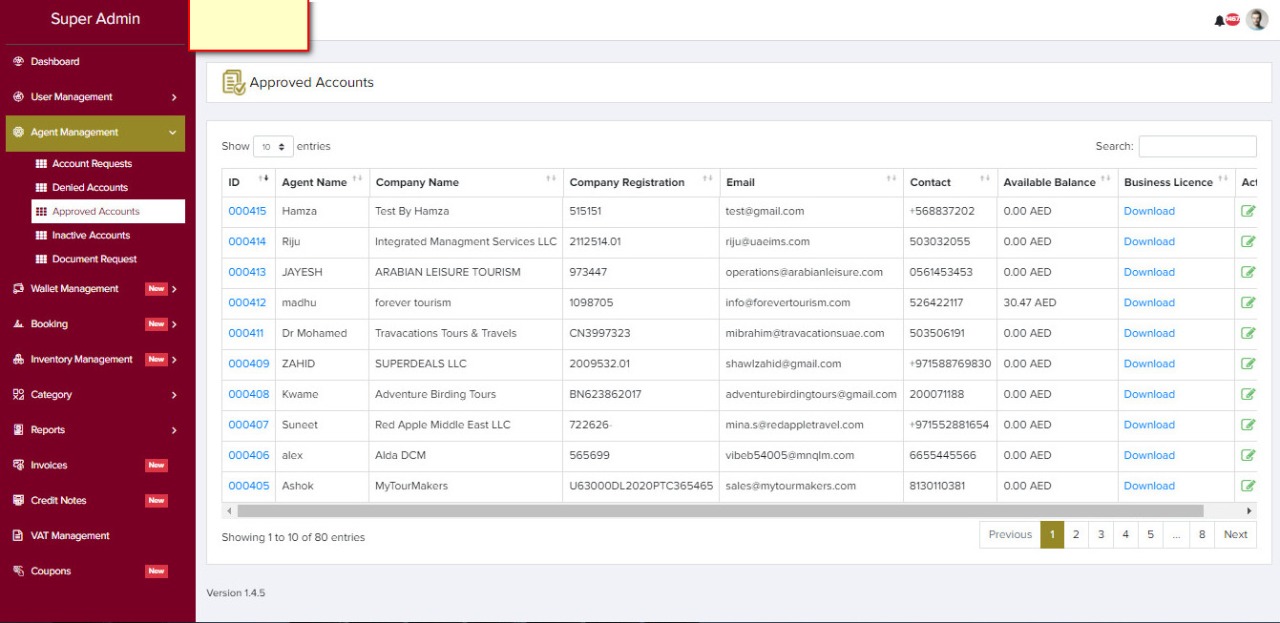 Super Admin
1467
Dashboard
User Management
Agent Management
Account Requests
Denied Accounts
Approved Accounts
Inactive Accounts
Document Request
Wallet Management New
Booking New
Inventory Management New
Category
Reports
Invoices New
Credit Notes New
VAT Management
Coupons New
Approved Accounts
Show 10 entries Search:
ID Agent Name Company Name Company Registration Email Contact Available Balance Business Licence Act
000415 Hamza Test By Hamza 515151 test@gmail.com +568837202 0.00 AED Download
000414 Riju Integrated Managment Services LLC 2112514.01 riju@uaeims.com 503032055 0.00 AED Download
000413 JAYESH ARABIAN LEISURE TOURISM 973447 operations@arabianleisure.com 0561453453 0.00 AED Download
000412 madhu forever tourism 1098705 info@forevertourism.com 526422117 30.47 AED Download
000411 Dr Mohamed Travacations Tours & Travels CN3997323 mibrahim@travacationsuae.com 503506191 0.00 AED Download
000409 ZAHID SUPERDEALS LLC 2009532.01 shawlzahid@gmail.com +971588769830 0.00 AED Download
000408 Kwame Adventure Birding Tours BN623862017 adventurebirdingtours@gmail.com 200071188 0.00 AED Download
000407 Suneet Red Apple Middle East LLC 722626 mina.s@redappletravel.com +971552881654 0.00 AED Download
000406 alex Alda DCM 565699 vibeb54005@mnqlm.com 6655445566 0.00 AED Download
000405 Ashok MyTourMakers U63000DL2020PTC365465 sales@mytourmakers.com 8130110381 0.00 AED Download
Showing 1 to 10 of 80 entries Previous 1 2 3 4 5 ... 8 Next
Version 1.4.5